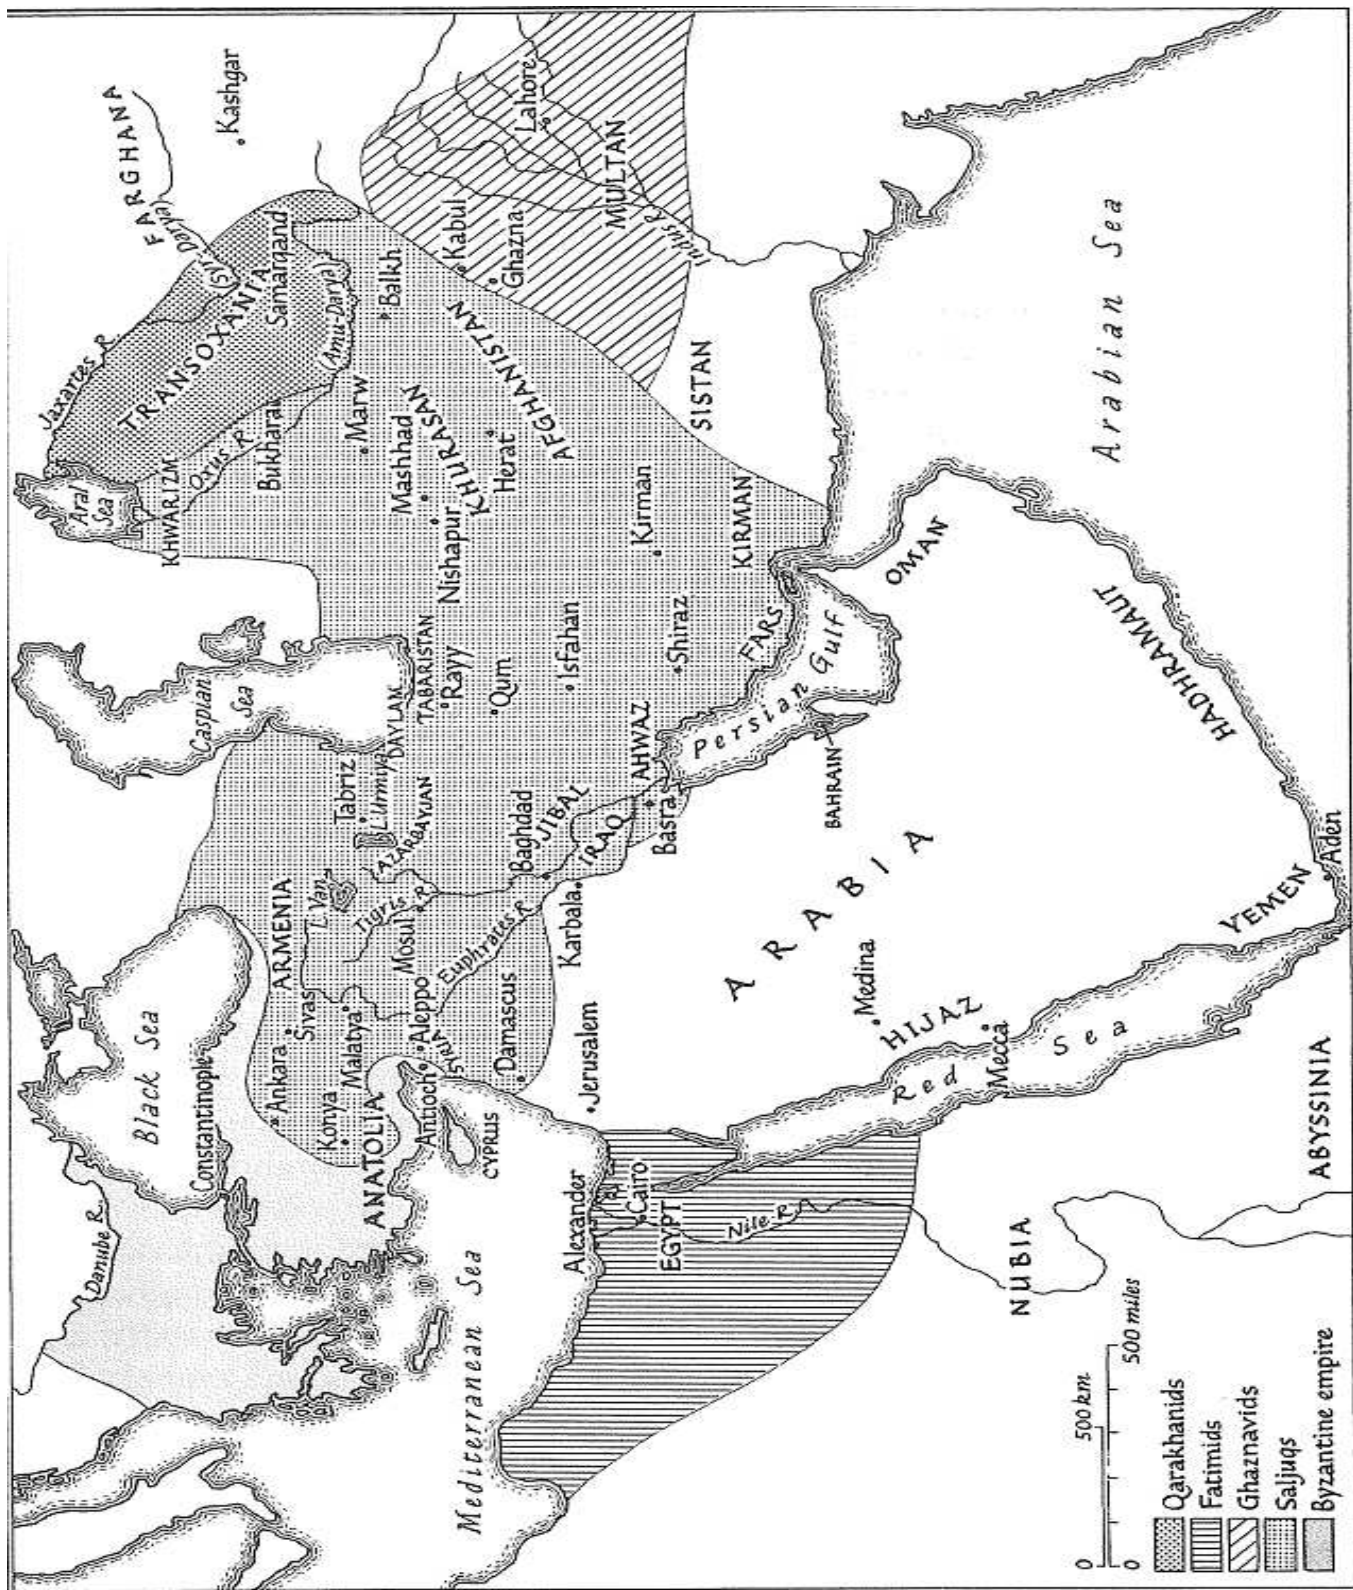 Black Sea
Danube R.
Constantinople
Caspian
Sea
Aral
Sea
Jaxartes R.
FARGHANA
(Syr
Darya)
Kashgar
TRANSOXANIA
KHWARIZM
Oxus R.
Bukhara
Samarqand
(Amu-Darya)
ARMENIA
Ankara
Sivas
L. Van
Konya
Malatya
ANATOLIA
Tabriz
L. Urmiya
AZARBAYJAN
DAYLAM
TABARISTAN
Marw
Balkh
Mashhad
Nishapur
KHURASAN
Herat
AFGHANISTAN
Kabul
Ghazna
Lahore
MULTAN
Indus R.
Antioch
Aleppo
SYRIA
Mosul
Tigris R.
Euphrates R.
Rayy
Qum
Isfahan
CYPRUS
Damascus
Baghdad
JIBAL
IRAQ
Karbala
Jerusalem
Mediterranean Sea
Alexander
Cairo
EGYPT
Nile R.
AHWAZ
Basra
Shiraz
Kirman
KIRMAN
FARS
SISTAN
Persian Gulf
BAHRAIN
OMAN
ARABIA
Medina
HIJAZ
Red Sea
Mecca
HADHRAMAUT
Arabian Sea
YEMEN
Aden
NUBIA
ABYSSINIA
0 500 km
0 500 miles
Qarakhanids
Fatimids
Ghaznavids
Saljuqs
Byzantine empire